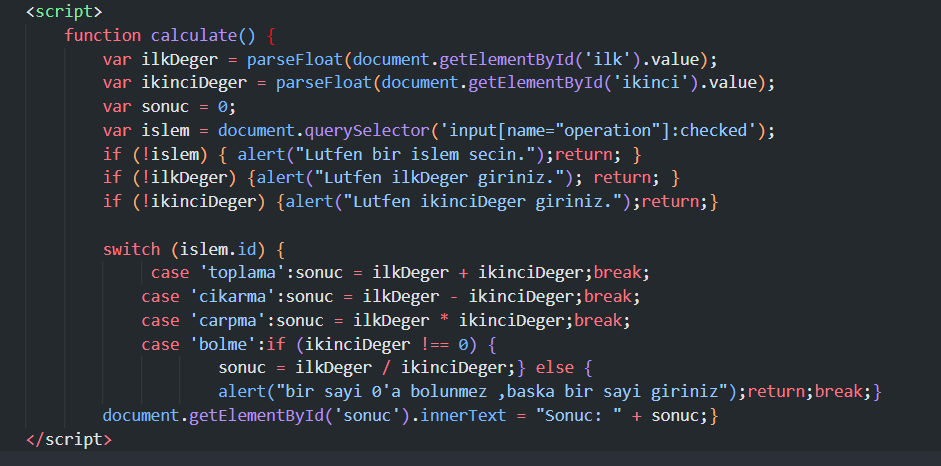 <script>
function calculate() {
var ilkDeger = parseFloat(document.getElementById('ilk').value);
var ikinciDeger = parseFloat(document.getElementById('ikinci').value);
var sonuc = 0;
var islem = document.querySelector('input[name="operation"]:checked');
if (!islem) { alert("Lutfen bir islem secin.");return; }
if (!ilkDeger) {alert("Lutfen ilkDeger giriniz."); return; }
if (!ikinciDeger) {alert("Lutfen ikinciDeger giriniz.");return;}
switch (islem.id) {
case 'toplama':sonuc = ilkDeger + ikinciDeger;break;
case 'cikarma':sonuc = ilkDeger - ikinciDeger;break;
case 'carpma':sonuc = ilkDeger * ikinciDeger;break;
case 'bolme':if (ikinciDeger !== 0) {
sonuc = ilkDeger / ikinciDeger;} else {
alert("bir sayi 0'a bolunmez ,baska bir sayi giriniz");return;break;}
document.getElementById('sonuc').innerText = "Sonuc: " + sonuc;}
</script>